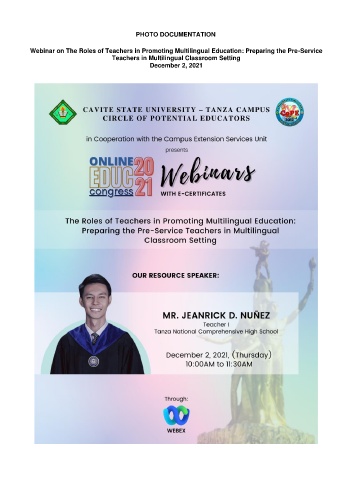 PHOTO DOCUMENTATION
Webinar on The Roles of Teachers In Promoting Multilingual Education: Preparing the Pre-Service
Teachers in Multilingual Classroom Setting
December 2, 2021
CAVITE STATE UNIVERSITY – TANZA CAMPUS
CIRCLE OF POTENTIAL EDUCATORS
in Cooperation with the Campus Extension Services Unit
presents
ONLINE
EDUC
congress
20
21
Webinars
WITH E-CERTIFICATES
The Roles of Teachers in Promoting Multilingual Education:
Preparing the Pre-Service Teachers in Multilingual
Classroom Setting
OUR RESOURCE SPEAKER:
MR. JEANRICK D. NUÑEZ
Teacher I
Tanza National Comprehensive High School
December 2, 2021, (Thursday)
10:00AM to 11:30AM
Through:
WEBEX